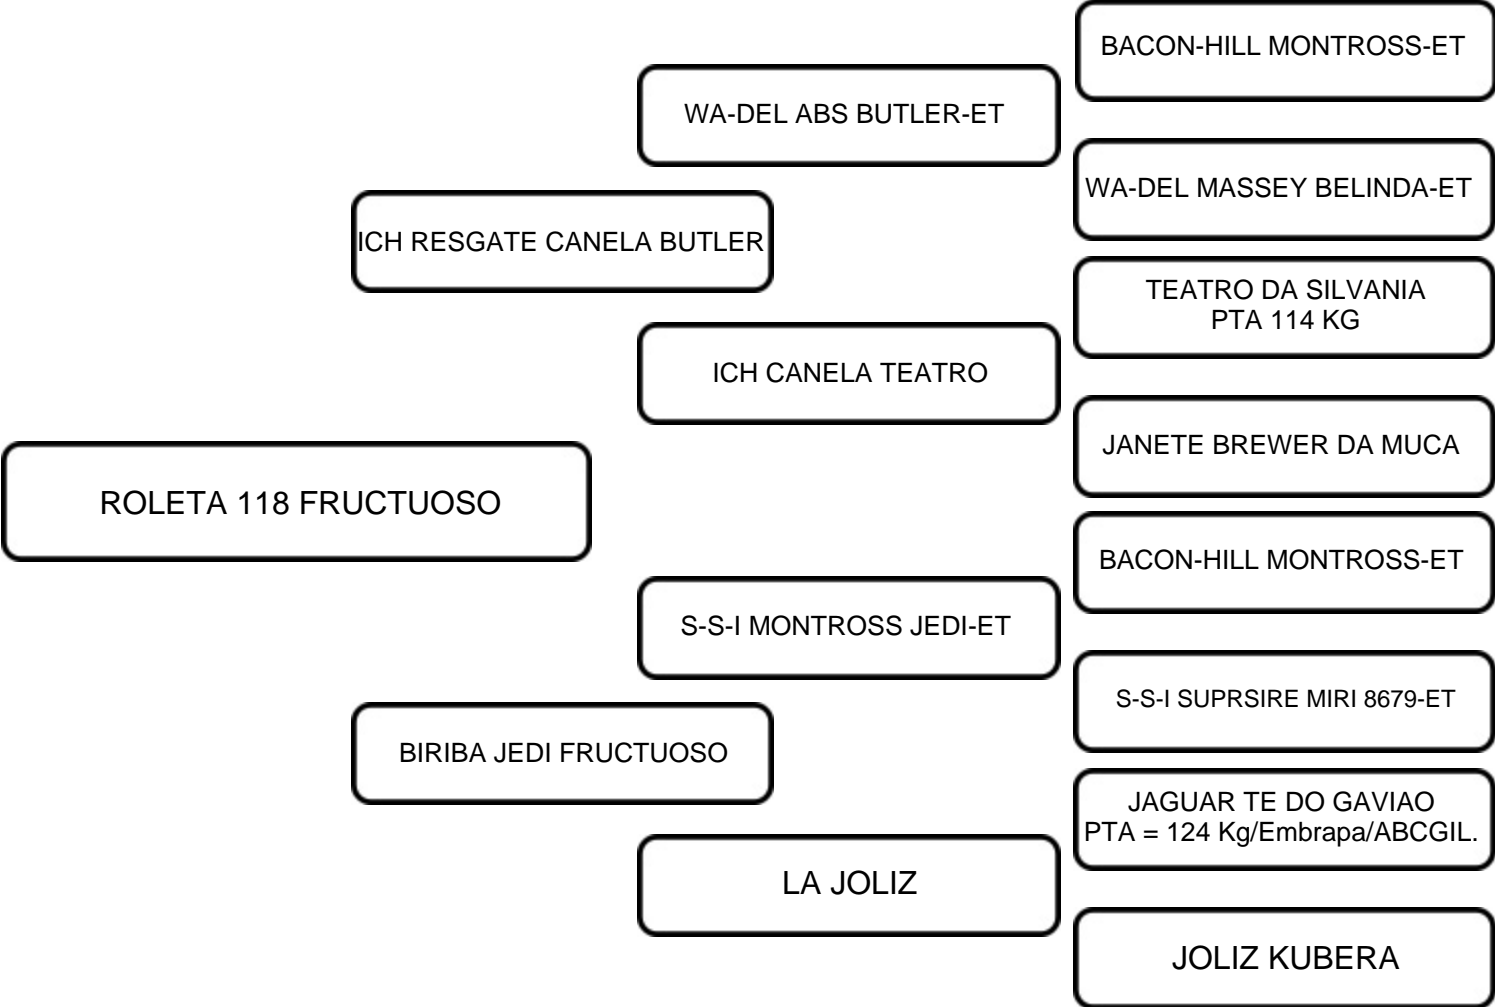 BACON-HILL MONTROSS-ET
WA-DEL ABS BUTLER-ET
WA-DEL MASSEY BELINDA-ET
ICH RESGATE CANELA BUTLER
TEATRO DA SILVANIA
PTA 114 KG
ICH CANELA TEATRO
JANETE BREWER DA MUCA
ROLETA 118 FRUCTUOSO
BACON-HILL MONTROSS-ET
S-S-I MONTROSS JEDI-ET
S-S-I SUPRSIRE MIRI 8679-ET
BIRIBA JEDI FRUCTUOSO
JAGUAR TE DO GAVIAO
PTA = 124 Kg/Embrapa/ABCGIL.
LA JOLIZ
JOLIZ KUBERA